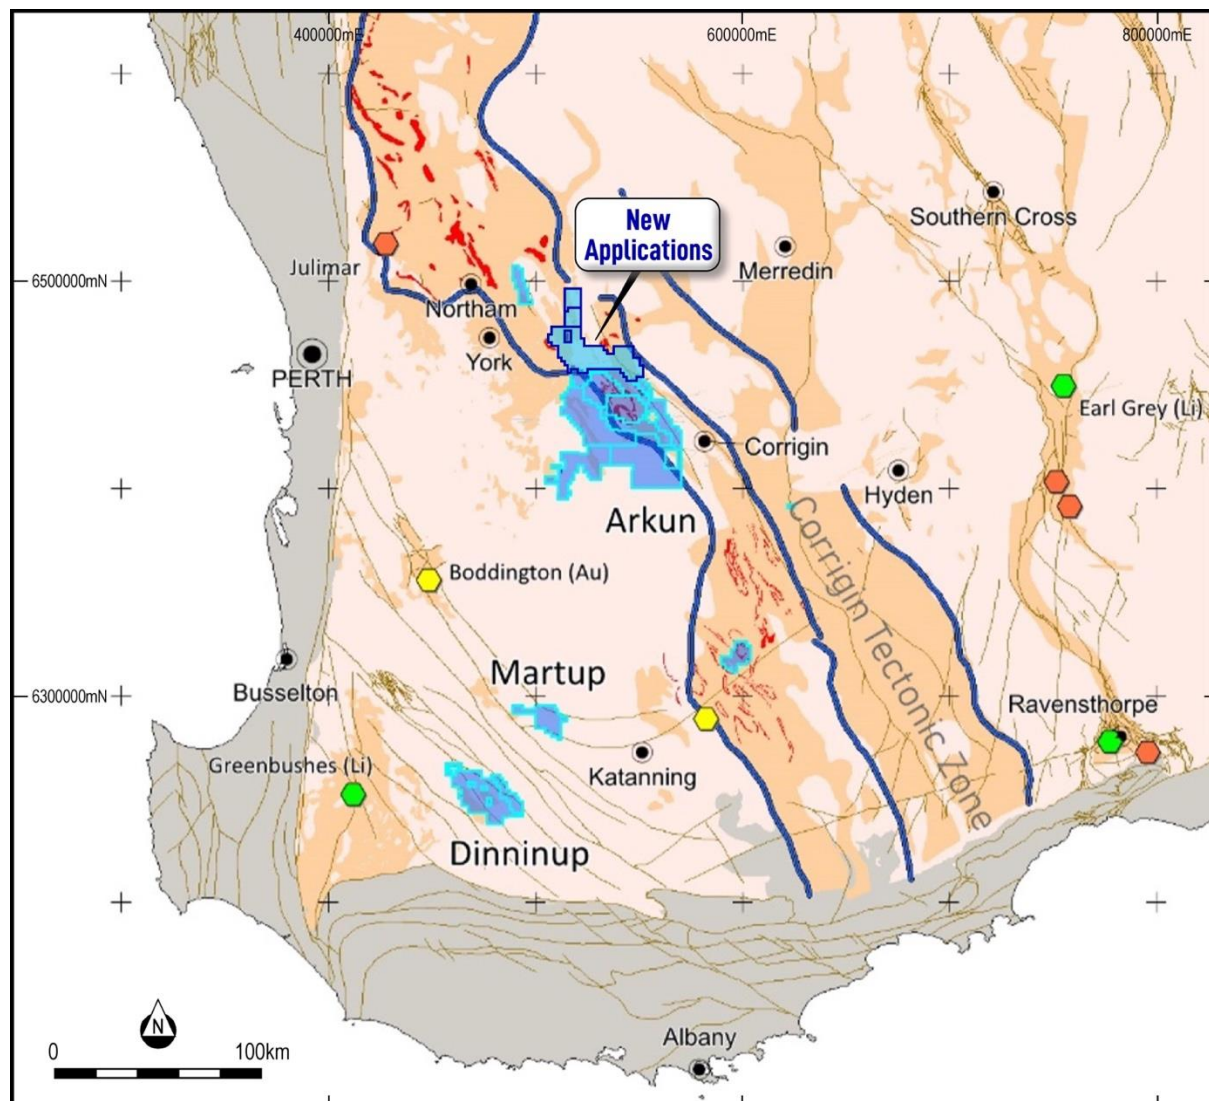 400000mE
600000mE
800000mE
New
Applications
Southern Cross
Julimar
Merredin
6500000mN
Northam
York
PERTH
Earl Grey (Li)
Corrigin
Hyden
Arkun
Corrigin Tectonic Zone
Boddington (Au)
Martup
Busselton
6300000mN
Ravensthorpe
Greenbushes (Li)
Katanning
Dinninup
N
Albany
0
100km